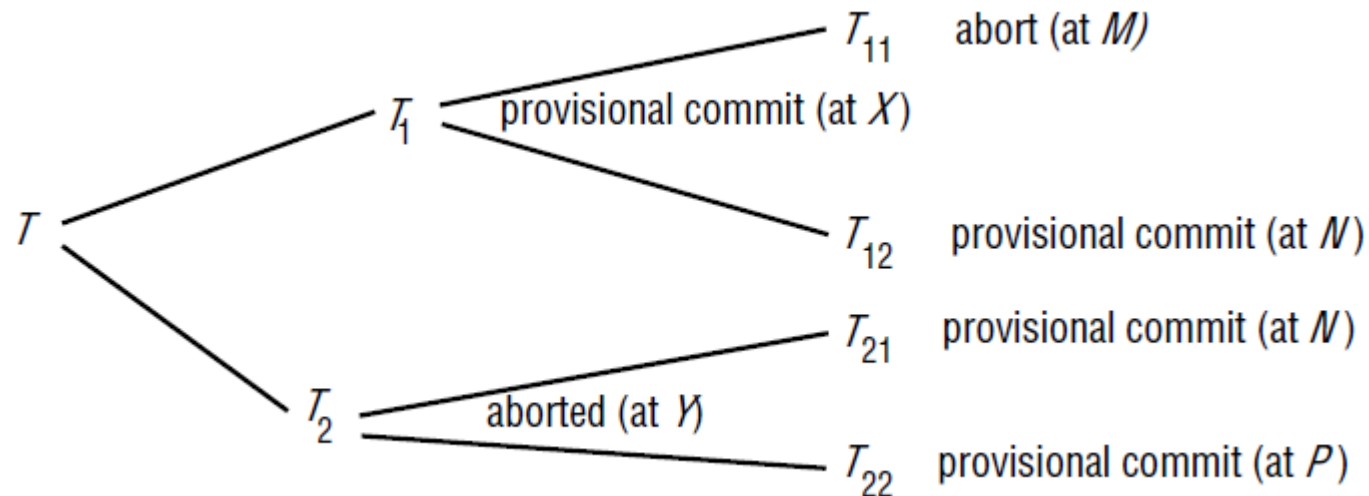 T₁₁ abort (at M)
T₁ provisional commit (at X)
T
T₁₂ provisional commit (at N)
T₂₁ provisional commit (at N)
T₂ aborted (at Y)
T₂₂ provisional commit (at P)